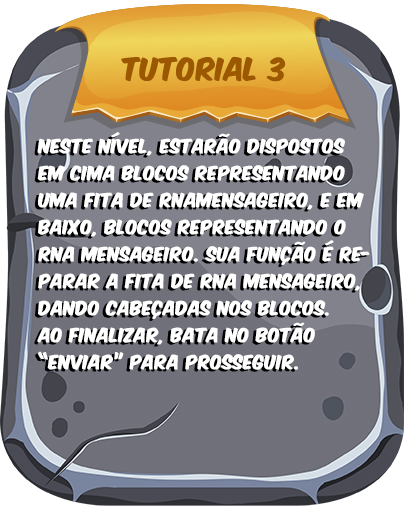 TUTORIAL 3
NESTE NÍVEL, ESTARÃO DISPOSTOS
EM CIMA BLOCOS REPRESENTANDO
UMA FITA DE RNAMENSAGEIRO, E EM
BAIXO, BLOCOS REPRESENTANDO O
RNA MENSAGEIRO. SUA FUNÇÃO É RE-
PARAR A FITA DE RNA MENSAGEIRO,
DANDO CABEÇADAS NOS BLOCOS.
AO FINALIZAR, BATA NO BOTÃO
"ENVIAR" PARA PROSSEGUIR.